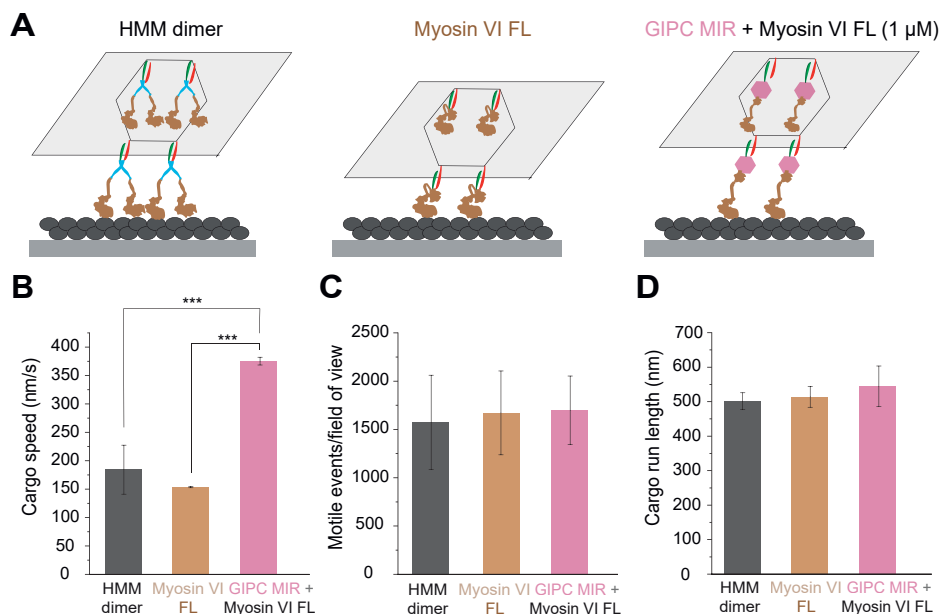 A
HMM dimer
Myosin VI FL
GIPC MIR + Myosin VI FL (1 μM)
B
***
***
Cargo speed (nm/s)
400
350
300
250
200
150
100
50
0
HMM
dimer
Myosin VI
FL
GIPC MIR +
Myosin VI FL
C
Motile events/field of view
2500
2000
1500
1000
500
0
HMM
dimer
Myosin VI
FL
GIPC MIR +
Myosin VI FL
D
Cargo run length (nm)
700
600
500
400
300
200
100
0
HMM
dimer
Myosin VI
FL
GIPC MIR +
Myosin VI FL